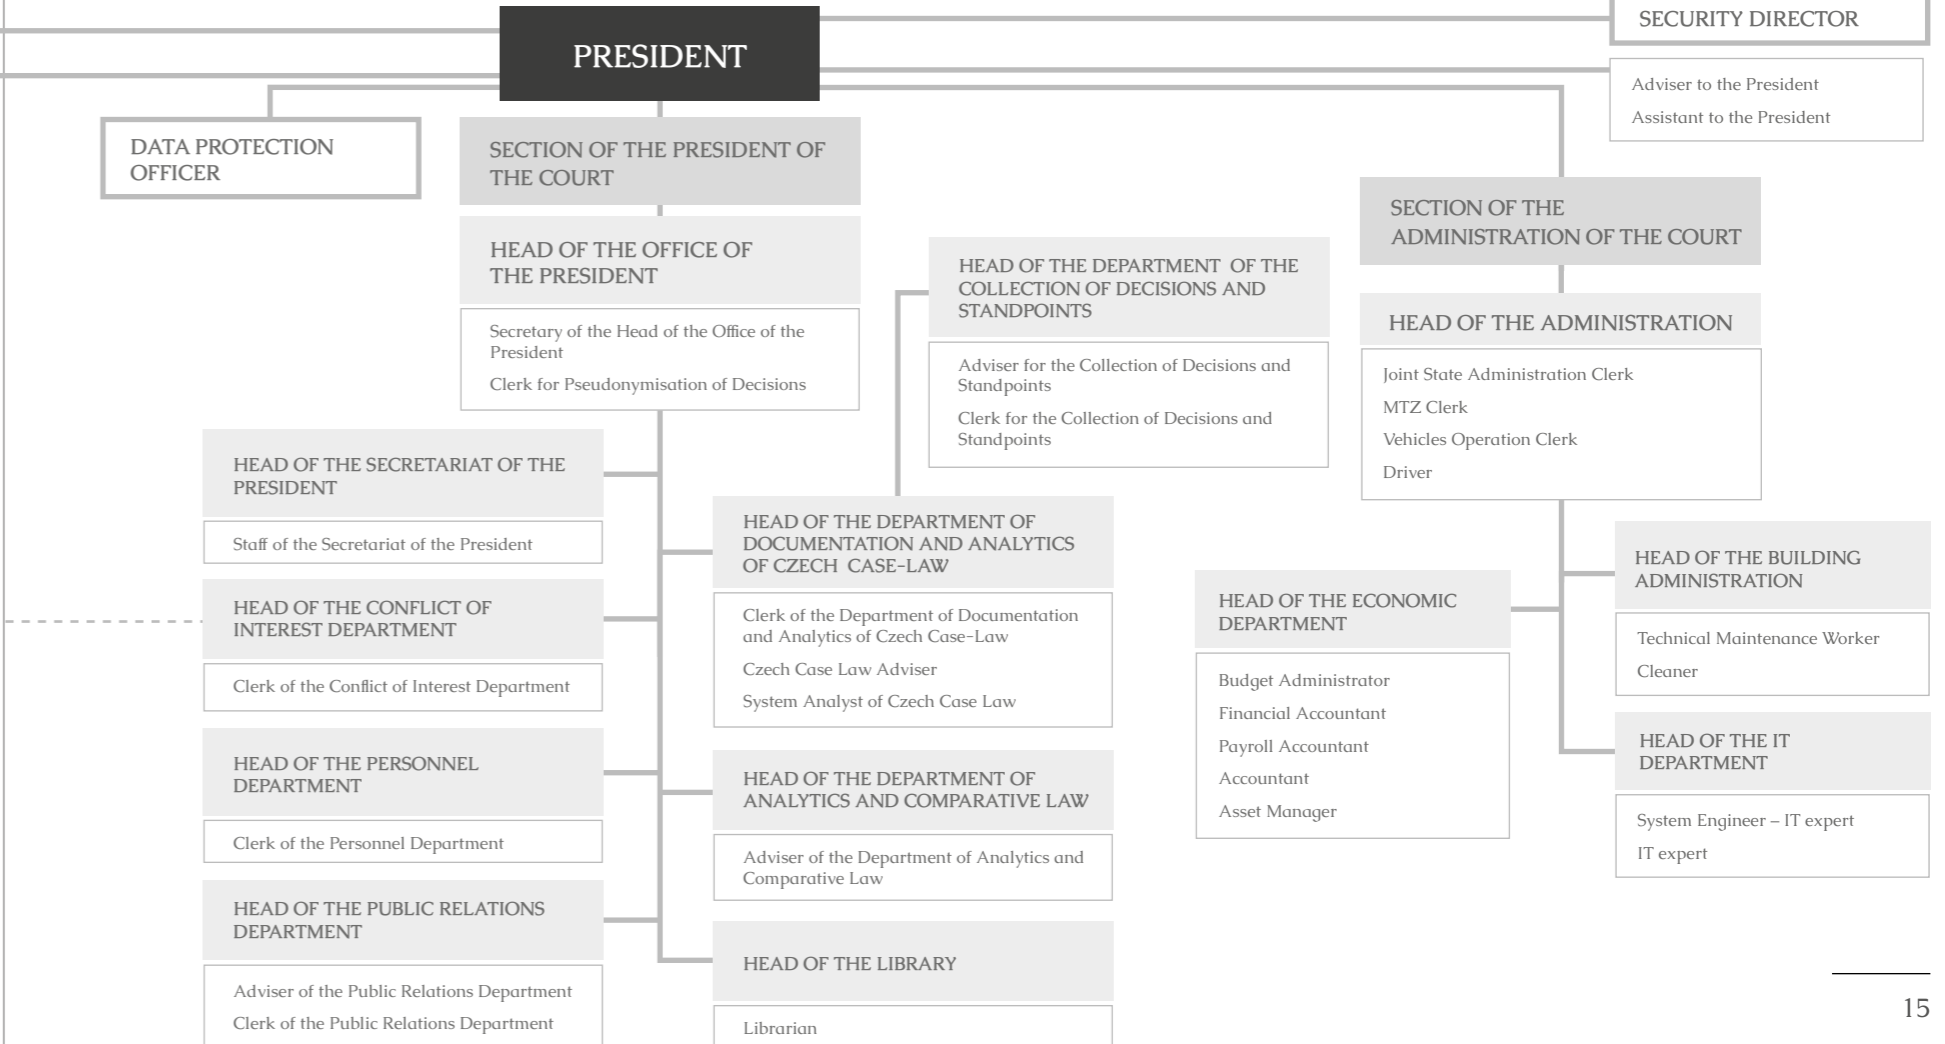 SECURITY DIRECTOR
PRESIDENT
Adviser to the President
Assistant to the President
DATA PROTECTION
OFFICER
SECTION OF THE PRESIDENT OF
THE COURT
HEAD OF THE OFFICE OF
THE PRESIDENT
Secretary of the Head of the Office of the
President
Clerk for Pseudonymisation of Decisions
HEAD OF THE SECRETARIAT OF THE
PRESIDENT
Staff of the Secretariat of the President
HEAD OF THE CONFLICT OF
INTEREST DEPARTMENT
Clerk of the Conflict of Interest Department
HEAD OF THE PERSONNEL
DEPARTMENT
Clerk of the Personnel Department
HEAD OF THE PUBLIC RELATIONS
DEPARTMENT
Adviser of the Public Relations Department
Clerk of the Public Relations Department
HEAD OF THE DEPARTMENT OF THE
COLLECTION OF DECISIONS AND
STANDPOINTS
Adviser for the Collection of Decisions and
Standpoints
Clerk for the Collection of Decisions and
Standpoints
HEAD OF THE DEPARTMENT OF
DOCUMENTATION AND ANALYTICS
OF CZECH CASE-LAW
Clerk of the Department of Documentation
and Analytics of Czech Case-Law
Czech Case Law Adviser
System Analyst of Czech Case Law
HEAD OF THE DEPARTMENT OF
ANALYTICS AND COMPARATIVE LAW
Adviser of the Department of Analytics and
Comparative Law
HEAD OF THE LIBRARY
Librarian
SECTION OF THE
ADMINISTRATION OF THE COURT
HEAD OF THE ADMINISTRATION
Joint State Administration Clerk
MTZ Clerk
Vehicles Operation Clerk
Driver
HEAD OF THE ECONOMIC
DEPARTMENT
Budget Administrator
Financial Accountant
Payroll Accountant
Accountant
Asset Manager
HEAD OF THE BUILDING
ADMINISTRATION
Technical Maintenance Worker
Cleaner
HEAD OF THE IT
DEPARTMENT
System Engineer – IT expert
IT expert
15